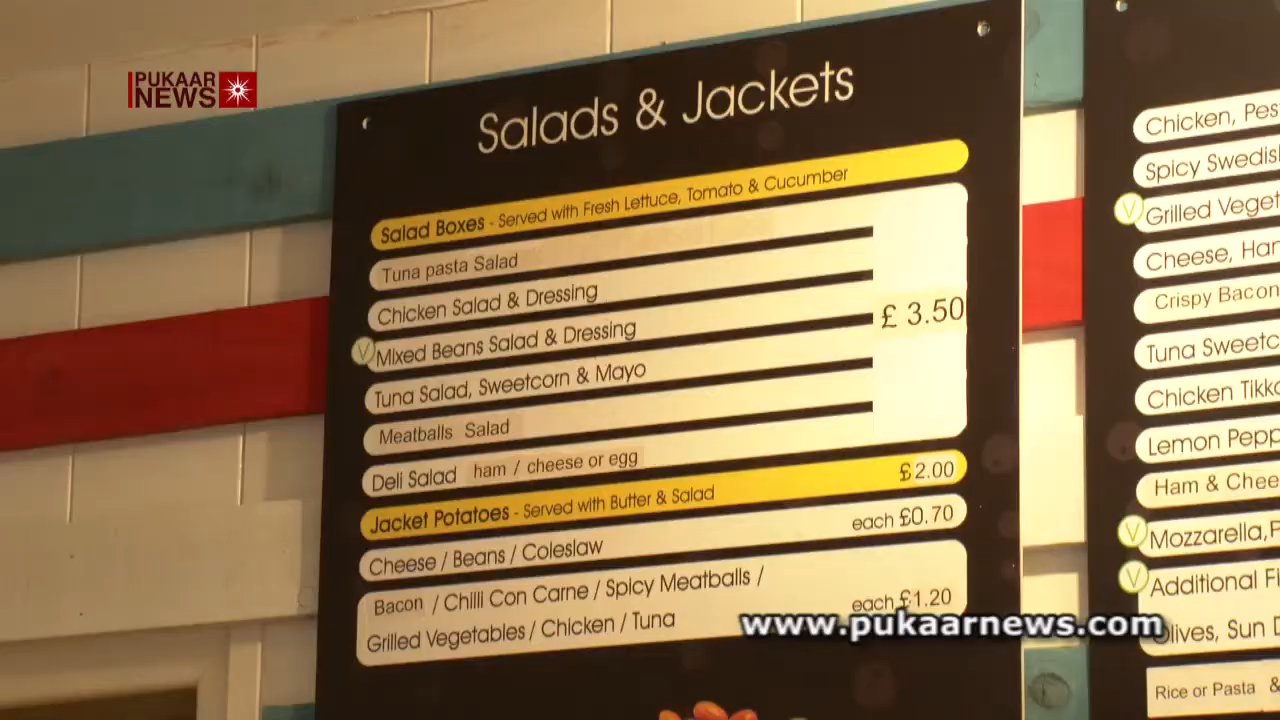 PUKAAR
NEWS
Salads & Jackets
Salad Boxes - Served with Fresh Lettuce, Tomato & Cucumber
Tuna pasta Salad
Chicken Salad & Dressing
V Mixed Beans Salad & Dressing
£ 3.50
Tuna Salad, Sweetcorn & Mayo
Meatballs Salad
Deli Salad ham / cheese or egg
Jacket Potatoes - Served with Butter & Salad £2.00
Cheese / Beans / Coleslaw each £0.70
Bacon / Chilli Con Carne / Spicy Meatballs /
Grilled Vegetables / Chicken / Tuna each £1.20
Chicken,
Spicy
V Grilled
Cheese,
Crispy Bacon
Tuna
Chicken
Lemon
Ham &
V Mozzarella,
V Additional
Olives, Sun
Rice or Pasta &
www.pukaarnews.com